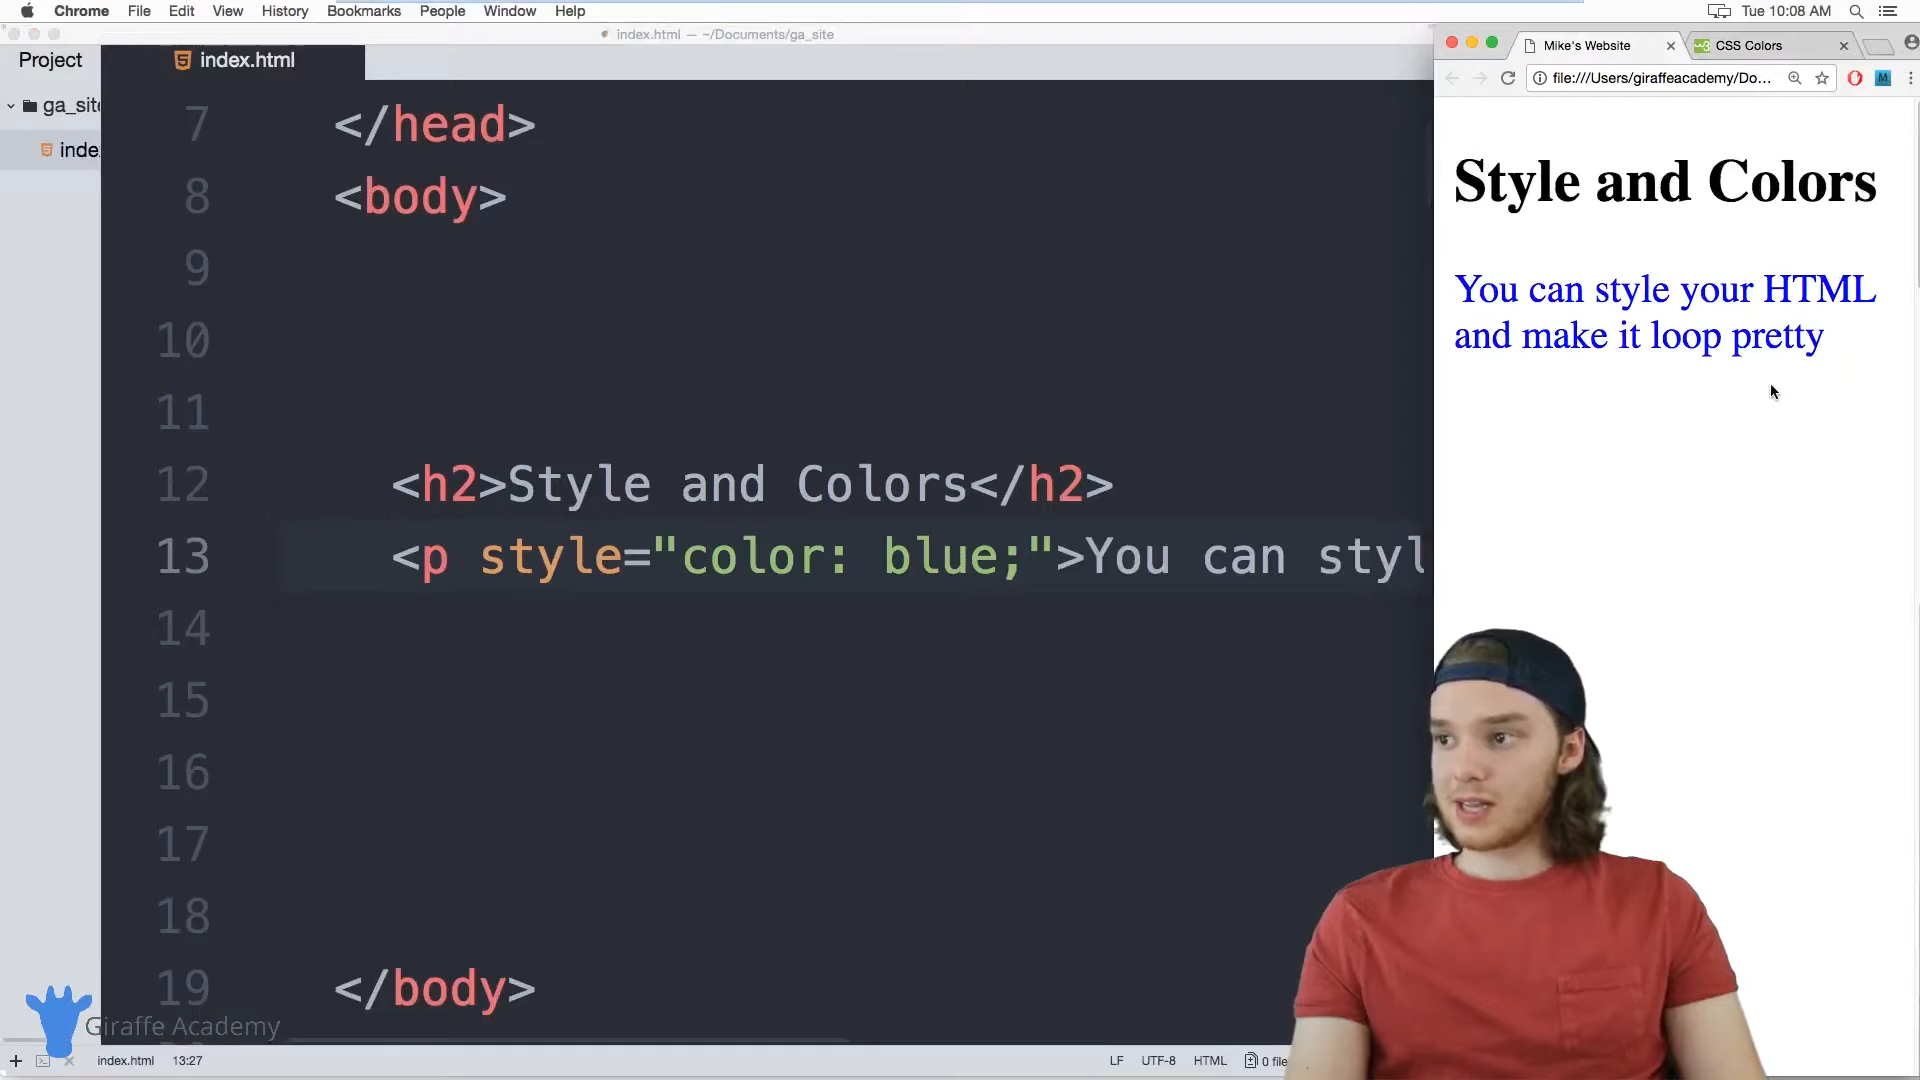 Chrome File Edit View History Bookmarks People Window Help
Tue 10:08 AM
index.html — ~/Documents/ga_site
Project
index.html
ga_site
index
7 </head>
8 <body>
9
10
11
12 <h2>Style and Colors</h2>
13 <p style="color: blue;">You can styl
14
15
16
17
18
19 </body>
Giraffe Academy
index.html 13:27
LF UTF-8 HTML 0 file
Mike's Website
CSS Colors
file:///Users/giraffeacademy/Do...
Style and Colors
You can style your HTML
and make it loop pretty